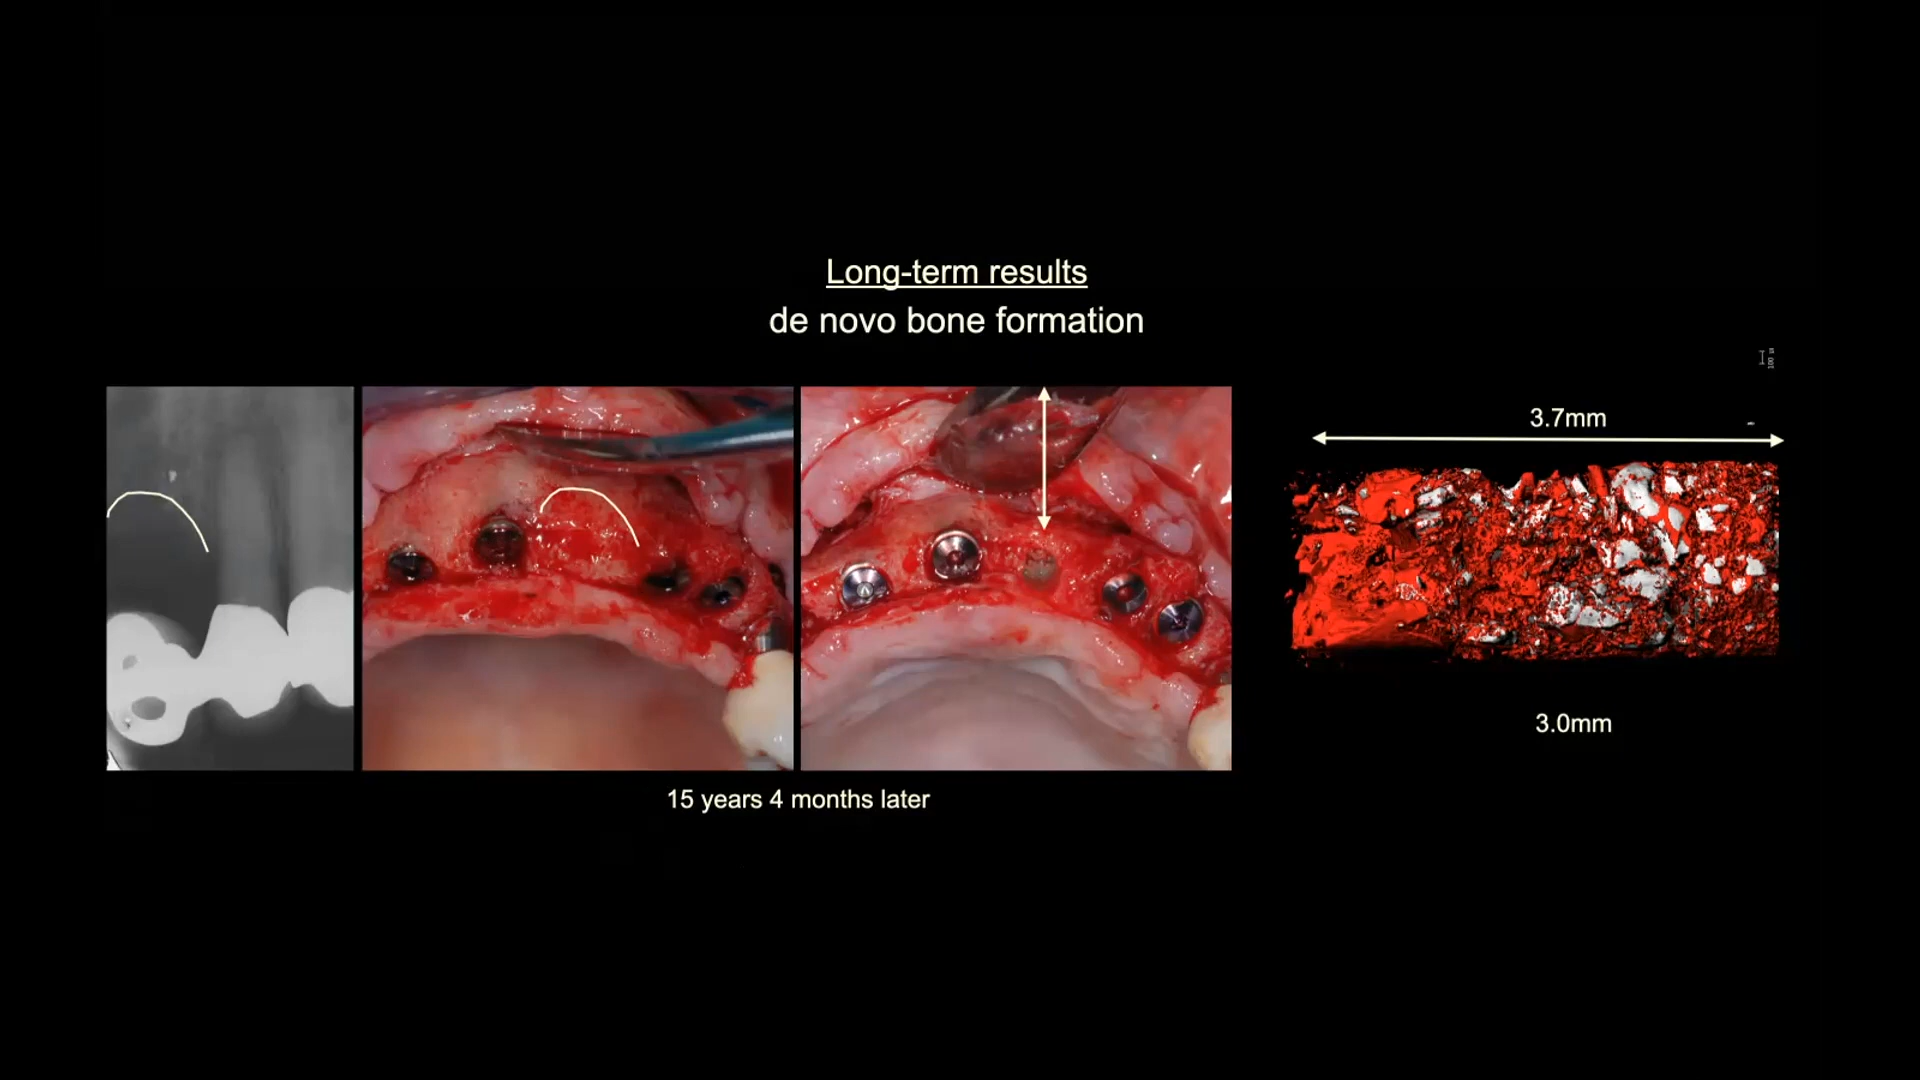 Long-term results
de novo bone formation
3.7mm
3.0mm
15 years 4 months later